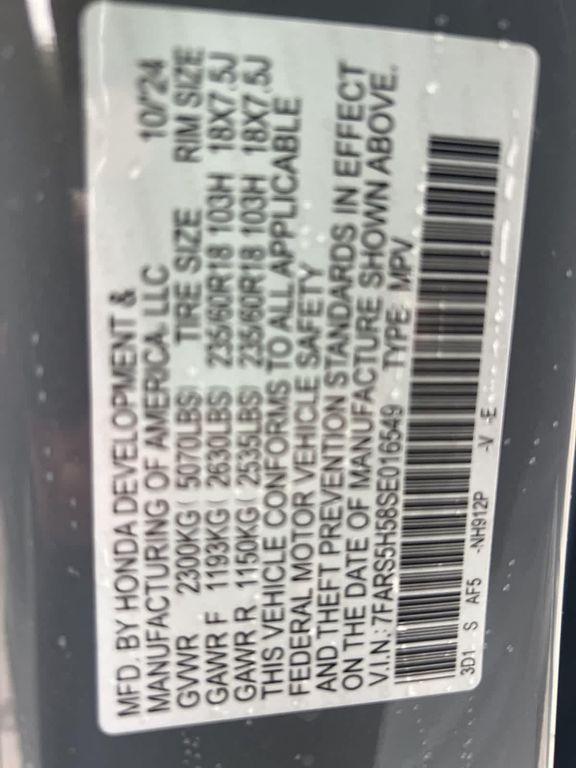 MFD. BY HONDA DEVELOPMENT &
MANUFACTURING OF AMERICA, LLC 10/'24
GVWR 2300KG( 5070LBS) TIRE SIZE RIM SIZE
GAWR F 1193KG( 2630LBS) 235/60R18 103H 18X7.5J
GAWR R 1150KG( 2535LBS) 235/60R18 103H 18X7.5J
THIS VEHICLE CONFORMS TO ALL APPLICABLE
FEDERAL MOTOR VEHICLE SAFETY
AND THEFT PREVENTION STANDARDS IN EFFECT
ON THE DATE OF MANUFACTURE SHOWN ABOVE.
V.I.N.:7FARS5H58SE016549 TYPE: MPV
3D1 S AF5 -NH912P -V -E